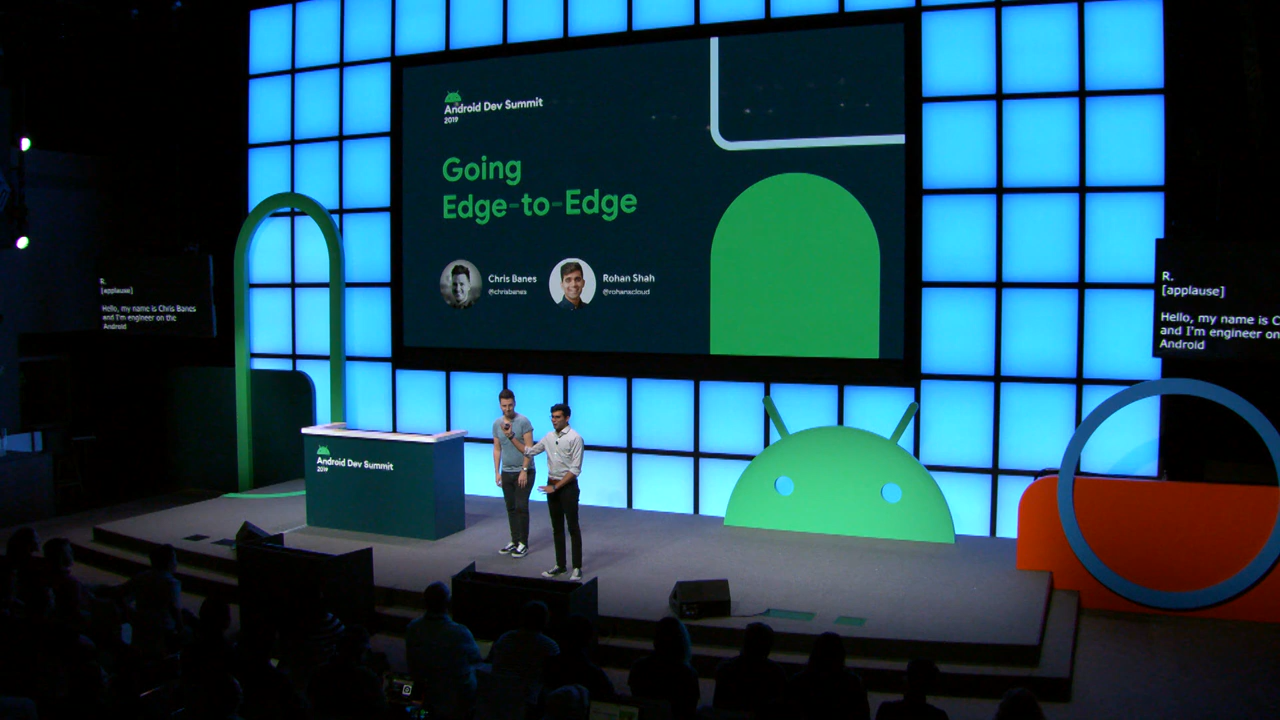 Android Dev Summit
2019
Going
Edge-to-Edge
Chris Banes
@chrisbanes
Rohan Shah
@rohanscloud
R.
[applause]
Hello, my name is Chris Banes
and I'm engineer on the
Android
R.
[applause]
Hello, my name is C
and I'm engineer on
Android
Android Dev Summit
2019